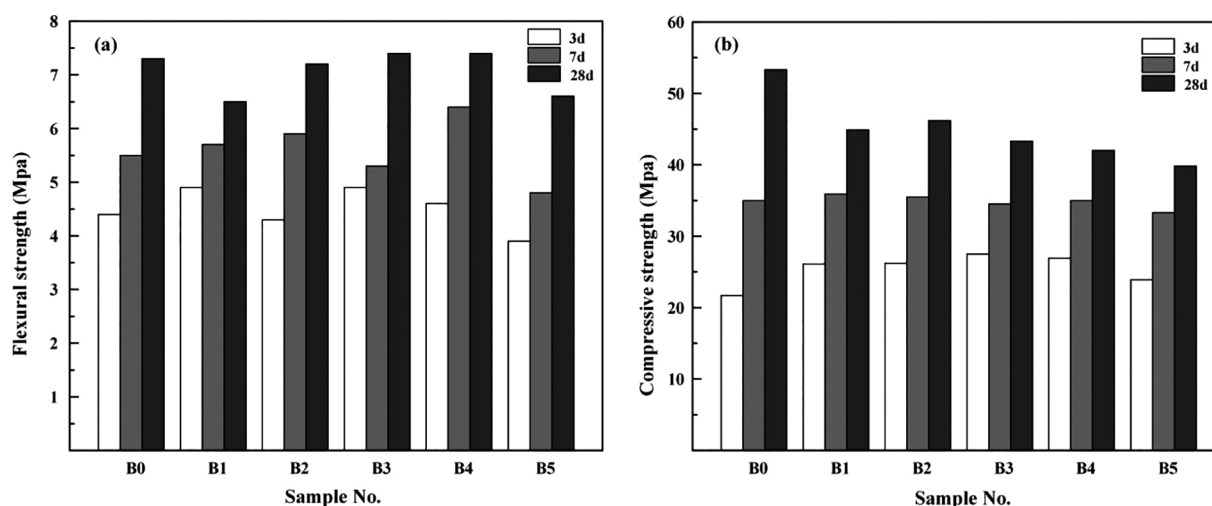 (a)
3d
7d
28d
8
7
6
5
4
3
2
1
Flexural strength (Mpa)
B0 B1 B2 B3 B4 B5
Sample No.
(b)
3d
7d
28d
60
50
40
30
20
10
Compressive strength (Mpa)
B0 B1 B2 B3 B4 B5
Sample No.